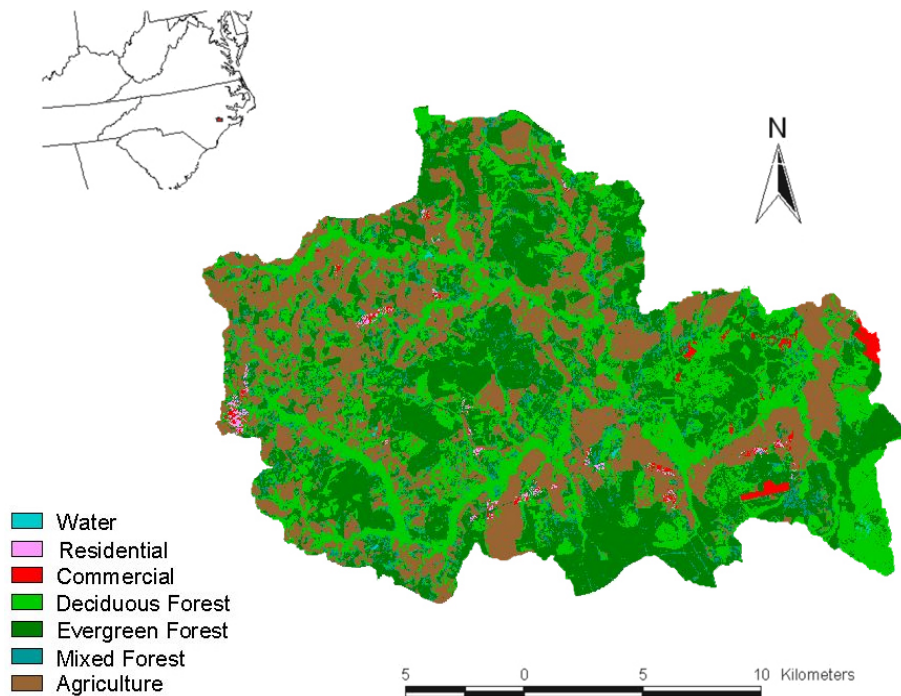 N
Water
Residential
Commercial
Deciduous Forest
Evergreen Forest
Mixed Forest
Agriculture
5 0 5 10 Kilometers